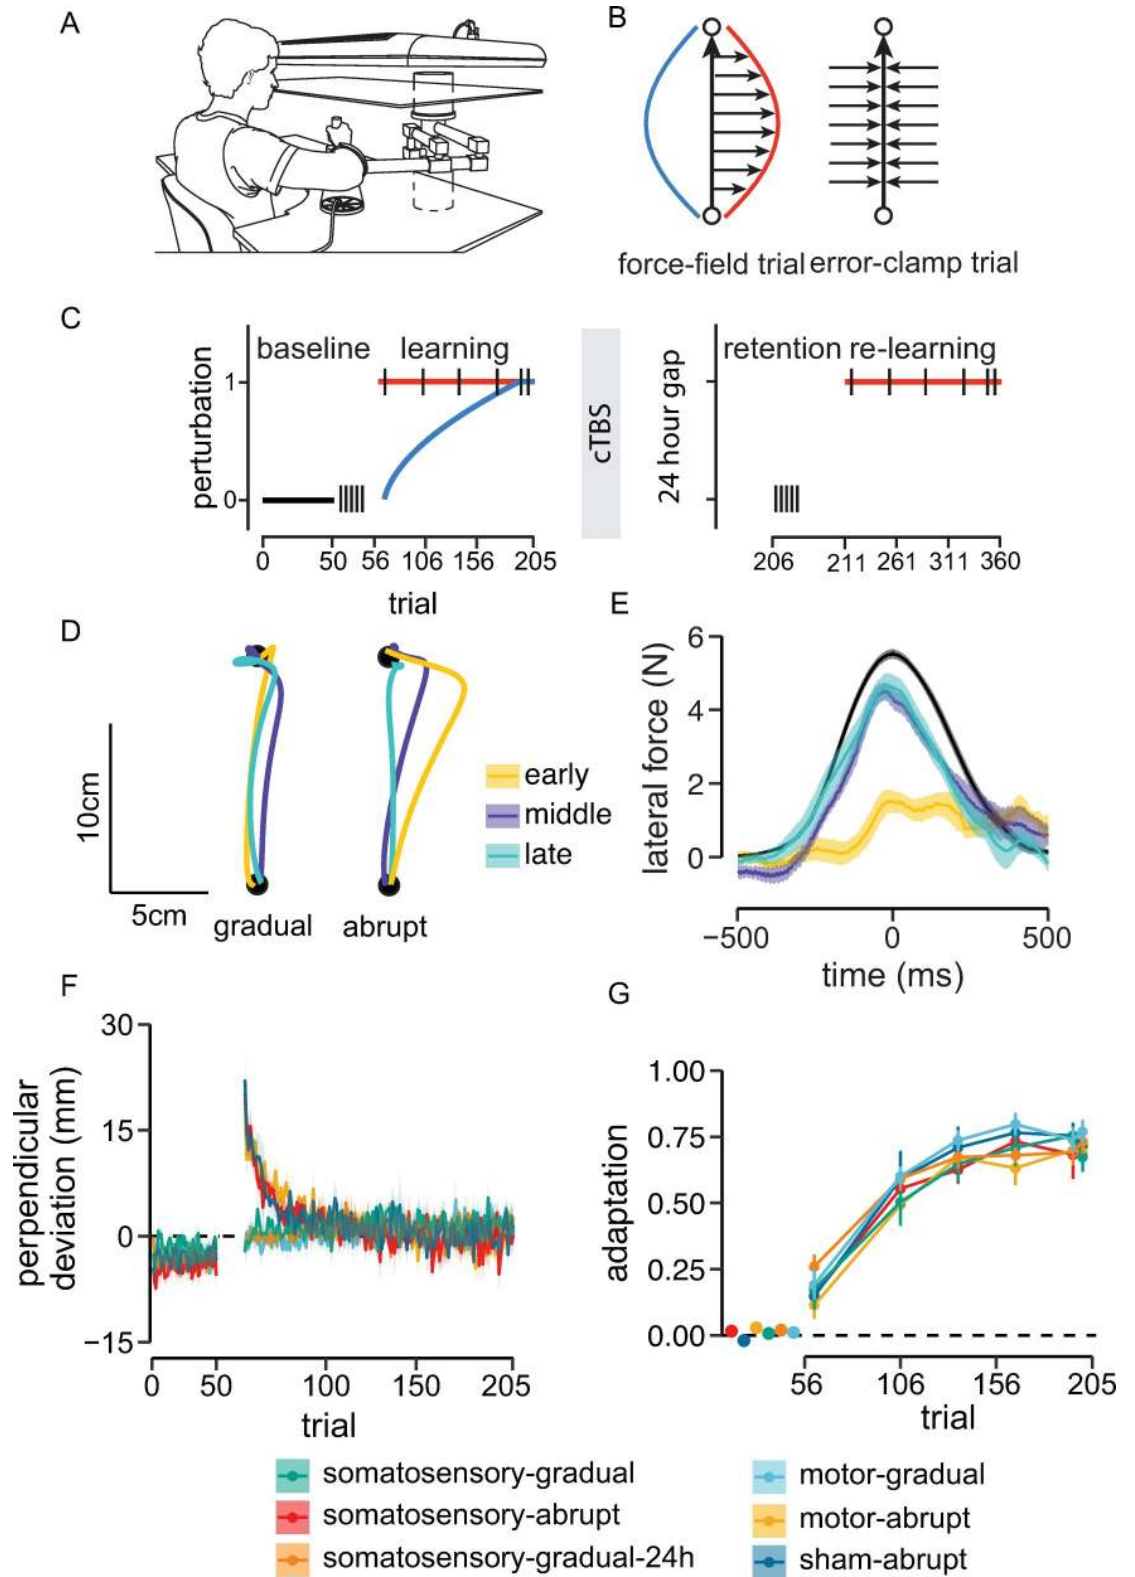 A
B
force-field trial error-clamp trial
C
perturbation
baseline learning
1
0
0 50 56 106 156 205
trial
cTBS
24 hour gap
retention re-learning
206 211 261 311 360
D
10cm
5cm
gradual abrupt
early
middle
late
E
lateral force (N)
6
4
2
0
−500 0 500
time (ms)
F
perpendicular
deviation (mm)
30
15
0
−15
0 50 100 150 205
trial
G
adaptation
1.00
0.75
0.50
0.25
0.00
56 106 156 205
trial
somatosensory-gradual
somatosensory-abrupt
somatosensory-gradual-24h
motor-gradual
motor-abrupt
sham-abrupt